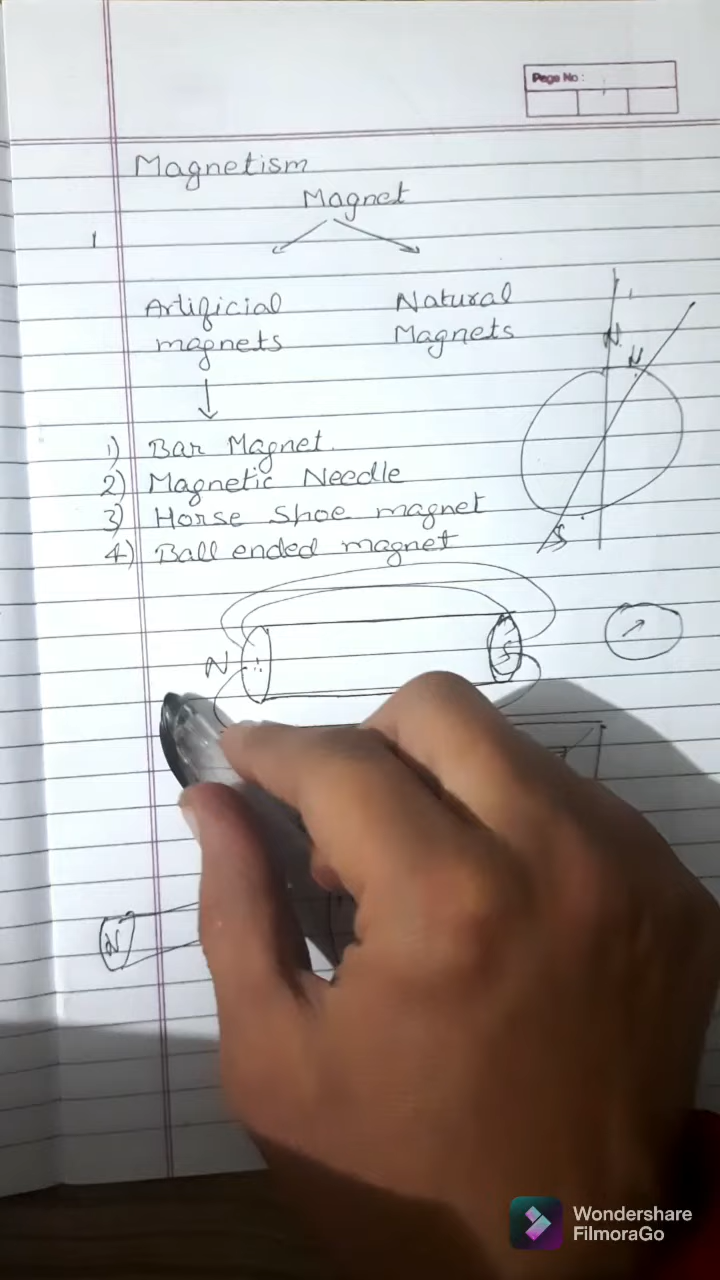 Page No :
Magnetism
Magnet
1
Artificial magnets
Natural Magnets
1) Bar Magnet.
2) Magnetic Needle
3) Horse Shoe magnet
4) Ball ended magnet
N
N
S
N
S
N
Wondershare
FilmoraGo